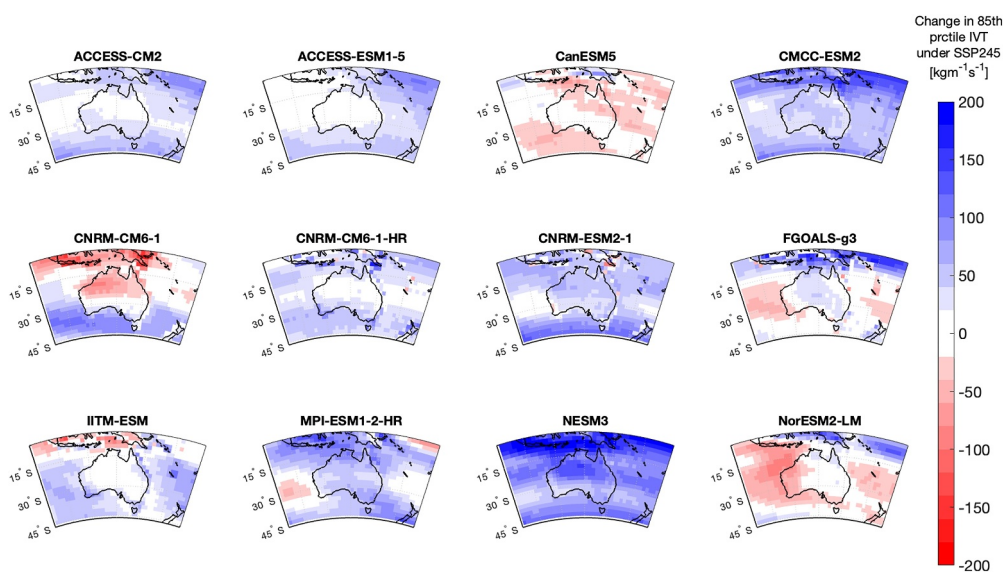 Change in 85th
prctile IVT
under SSP245
[kgm⁻¹s⁻¹]
ACCESS-CM2
ACCESS-ESM1-5
CanESM5
CMCC-ESM2
15° S
30° S
45° S
15° S
30° S
45° S
15° S
30° S
45° S
15° S
30° S
45° S
CNRM-CM6-1
CNRM-CM6-1-HR
CNRM-ESM2-1
FGOALS-g3
15° S
30° S
45° S
15° S
30° S
45° S
15° S
30° S
45° S
15° S
30° S
45° S
IITM-ESM
MPI-ESM1-2-HR
NESM3
NorESM2-LM
15° S
30° S
45° S
15° S
30° S
45° S
15° S
30° S
45° S
15° S
30° S
45° S
200
150
100
50
0
-50
-100
-150
-200